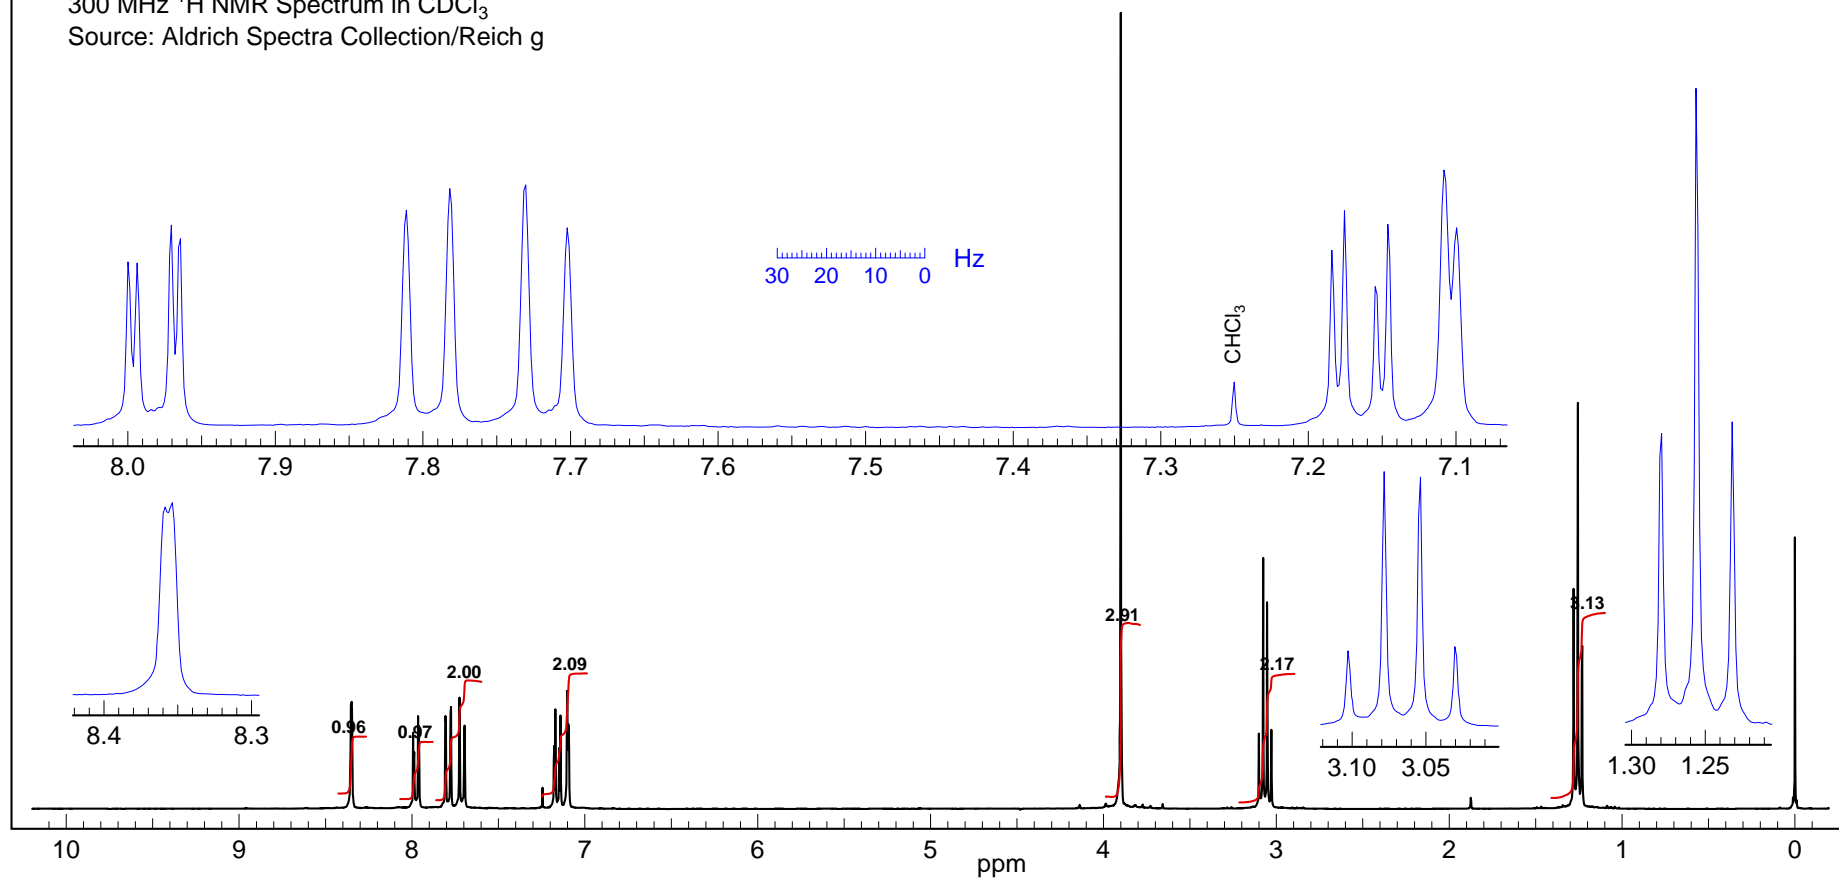 300 MHz ¹H NMR Spectrum in CDCl₃
Source: Aldrich Spectra Collection/Reich g
30 20 10 0 Hz
CHCl₃
8.0 7.9 7.8 7.7 7.6 7.5 7.4 7.3 7.2 7.1
8.4 8.3
3.10 3.05
1.30 1.25
0.96 0.97 2.00 2.09 2.91 2.17 3.13
10 9 8 7 6 5 4 3 2 1 0
ppm